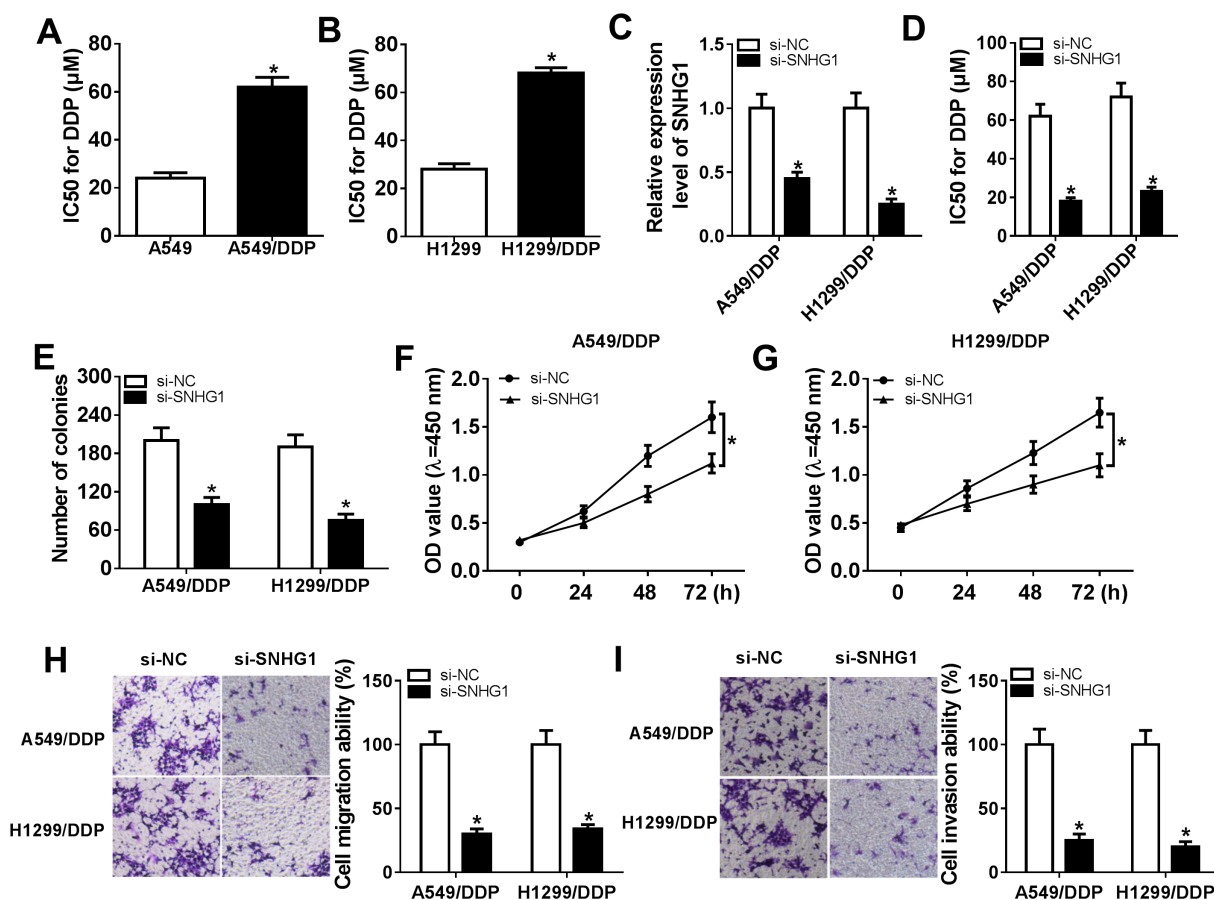 A
IC50 for DDP (μM)
80
60
40
20
0
*
A549
A549/DDP
B
IC50 for DDP (μM)
80
60
40
20
0
*
H1299
H1299/DDP
C
Relative expression
level of SNHG1
1.5
1.0
0.5
0.0
si-NC
si-SNHG1
*
*
A549/DDP
H1299/DDP
D
IC50 for DDP (μM)
100
80
60
40
20
0
si-NC
si-SNHG1
*
*
A549/DDP
H1299/DDP
E
Number of colonies
300
240
180
120
60
0
si-NC
si-SNHG1
*
*
A549/DDP
H1299/DDP
F
A549/DDP
OD value (λ=450 nm)
2.0
1.5
1.0
0.5
0.0
si-NC
si-SNHG1
*
0 24 48 72 (h)
G
H1299/DDP
OD value (λ=450 nm)
2.0
1.5
1.0
0.5
0.0
si-NC
si-SNHG1
*
0 24 48 72 (h)
H
si-NC si-SNHG1
A549/DDP
H1299/DDP
Cell migration ability (%)
150
100
50
0
si-NC
si-SNHG1
*
*
A549/DDP
H1299/DDP
I
si-NC si-SNHG1
A549/DDP
H1299/DDP
Cell invasion ability (%)
150
100
50
0
si-NC
si-SNHG1
*
*
A549/DDP
H1299/DDP